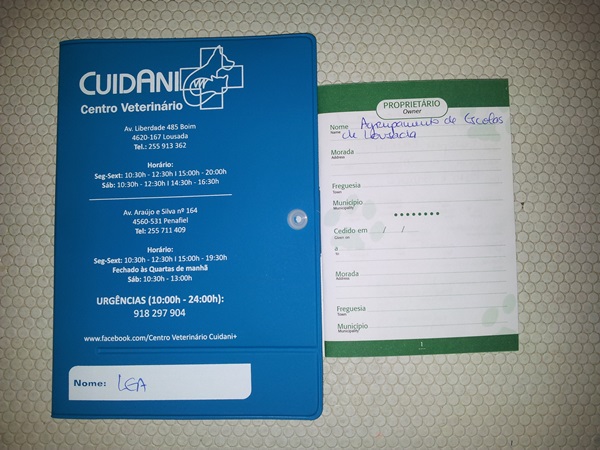 CUIDANI
Centro Veterinário
Av. Liberdade 485 Boim
4620-167 Lousada
Tel.: 255 913 362
Horário:
Seg-Sext: 10:30h - 12:30h I 15:00h - 20:00h
Sáb: 10:30h - 12:30h I 14:30h - 16:30h
Av. Araújo e Silva nº 164
4560-531 Penafiel
Tel: 255 711 409
Horário:
Seg-Sext: 10:30h - 12:30h I 15:00h - 19:30h
Fechado às Quartas de manhã
Sáb: 10:30h - 13:00h
URGÊNCIAS (10:00h - 24:00h):
918 297 904
www.facebook.com/Centro Veterinário Cuidani+
Nome: LEA
PROPRIETÁRIO
Owner
Nome Agrupamento de Escolas
Name de Lousada
Morada
Address
Freguesia
Town
Município
Municipality
Cedido em / /
Given on
a
to
Morada
Address
Freguesia
Town
Município
Municipality
1